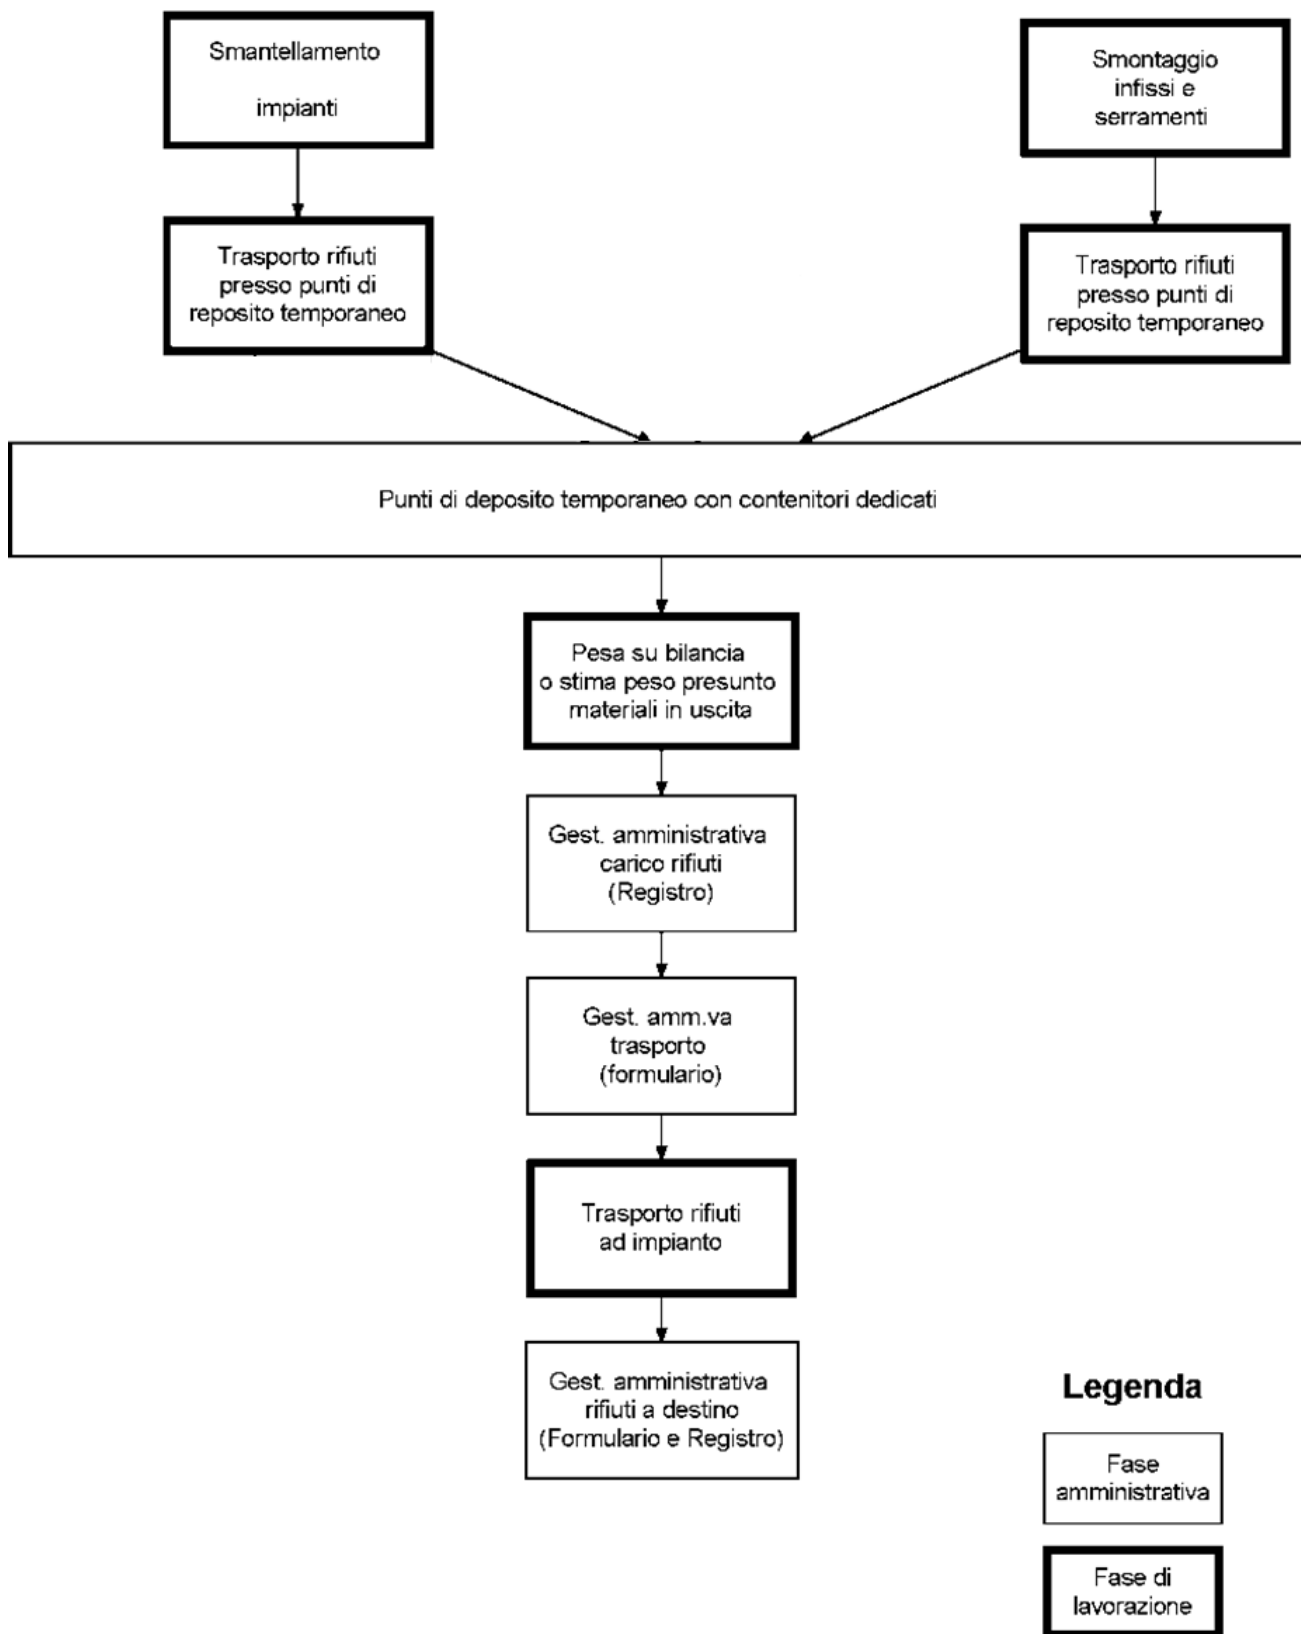 Smantellamento
impianti
Smontaggio
infissi e
serramenti
Trasporto rifiuti
presso punti di
reposito temporaneo
Trasporto rifiuti
presso punti di
reposito temporaneo
Punti di deposito temporaneo con contenitori dedicati
Pesa su bilancia
o stima peso presunto
materiali in uscita
Gest. amministrativa
carico rifiuti
(Registro)
Gest. amm.va
trasporto
(formulario)
Trasporto rifiuti
ad impianto
Gest. amministrativa
rifiuti a destino
(Formulario e Registro)
Legenda
Fase
amministrativa
Fase di
lavorazione